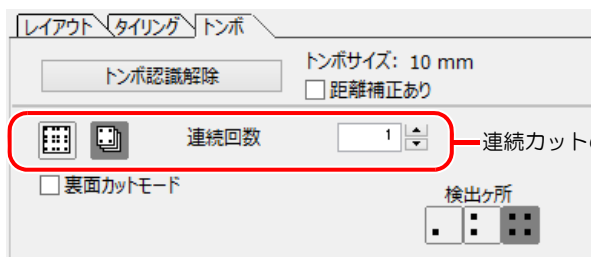 レイアウト タイリング トンボ
トンボ認識解除
トンボサイズ: 10 mm
距離補正あり
連続回数 1
連続カット
裏面カットモード
検出ヶ所